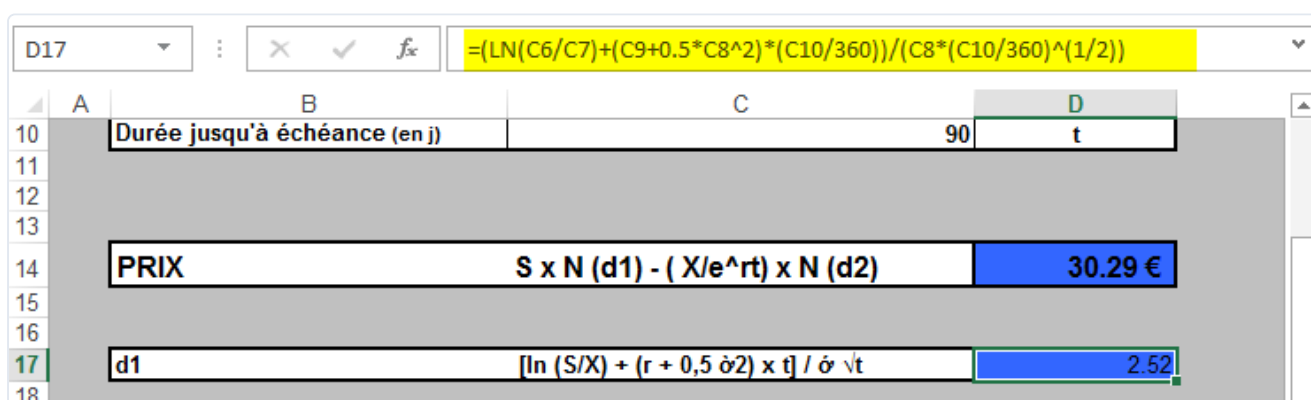 D17 fx =(LN(C6/C7)+(C9+0.5*C8^2)*(C10/360))/(C8*(C10/360)^(1/2))
A B C D
10 Durée jusqu'à échéance (en j) 90 t
11
12
13
14 PRIX S x N (d1) - ( X/e^rt) x N (d2) 30.29 €
15
16
17 d1 [ln (S/X) + (r + 0,5 ờ2) x t] / ớ √t 2.52
18